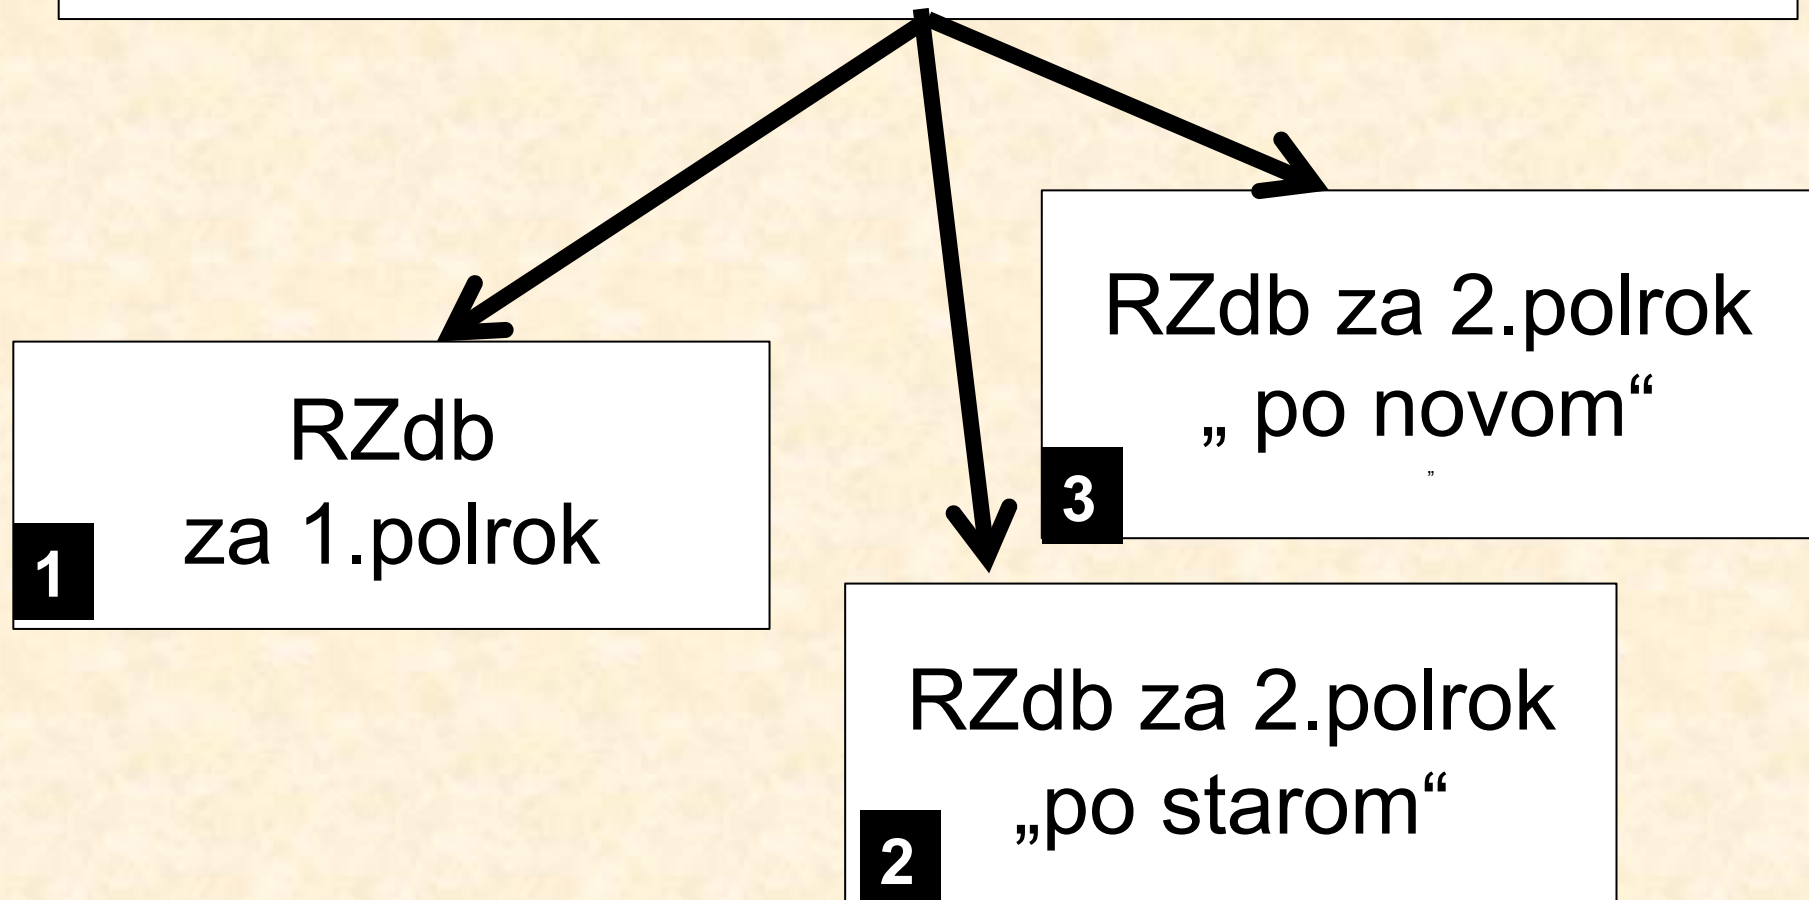 RZdb za 2.polrok
„ po novom“
”
3
RZdb
za 1.polrok
1
RZdb za 2.polrok
„po starom“
2